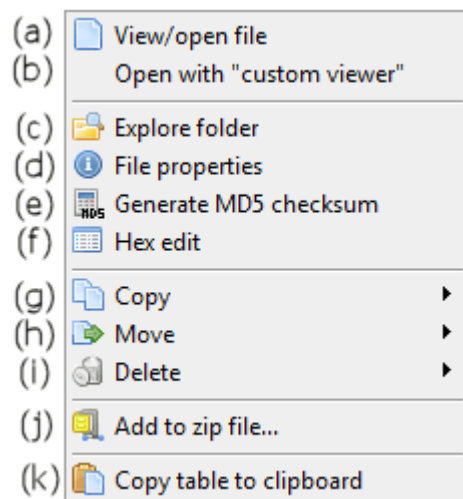 (a) View/open file
(b) Open with "custom viewer"
(c) Explore folder
(d) File properties
(e) MD5 Generate MD5 checksum
(f) Hex edit
(g) Copy
(h) Move
(i) Delete
(j) Add to zip file...
(k) Copy table to clipboard